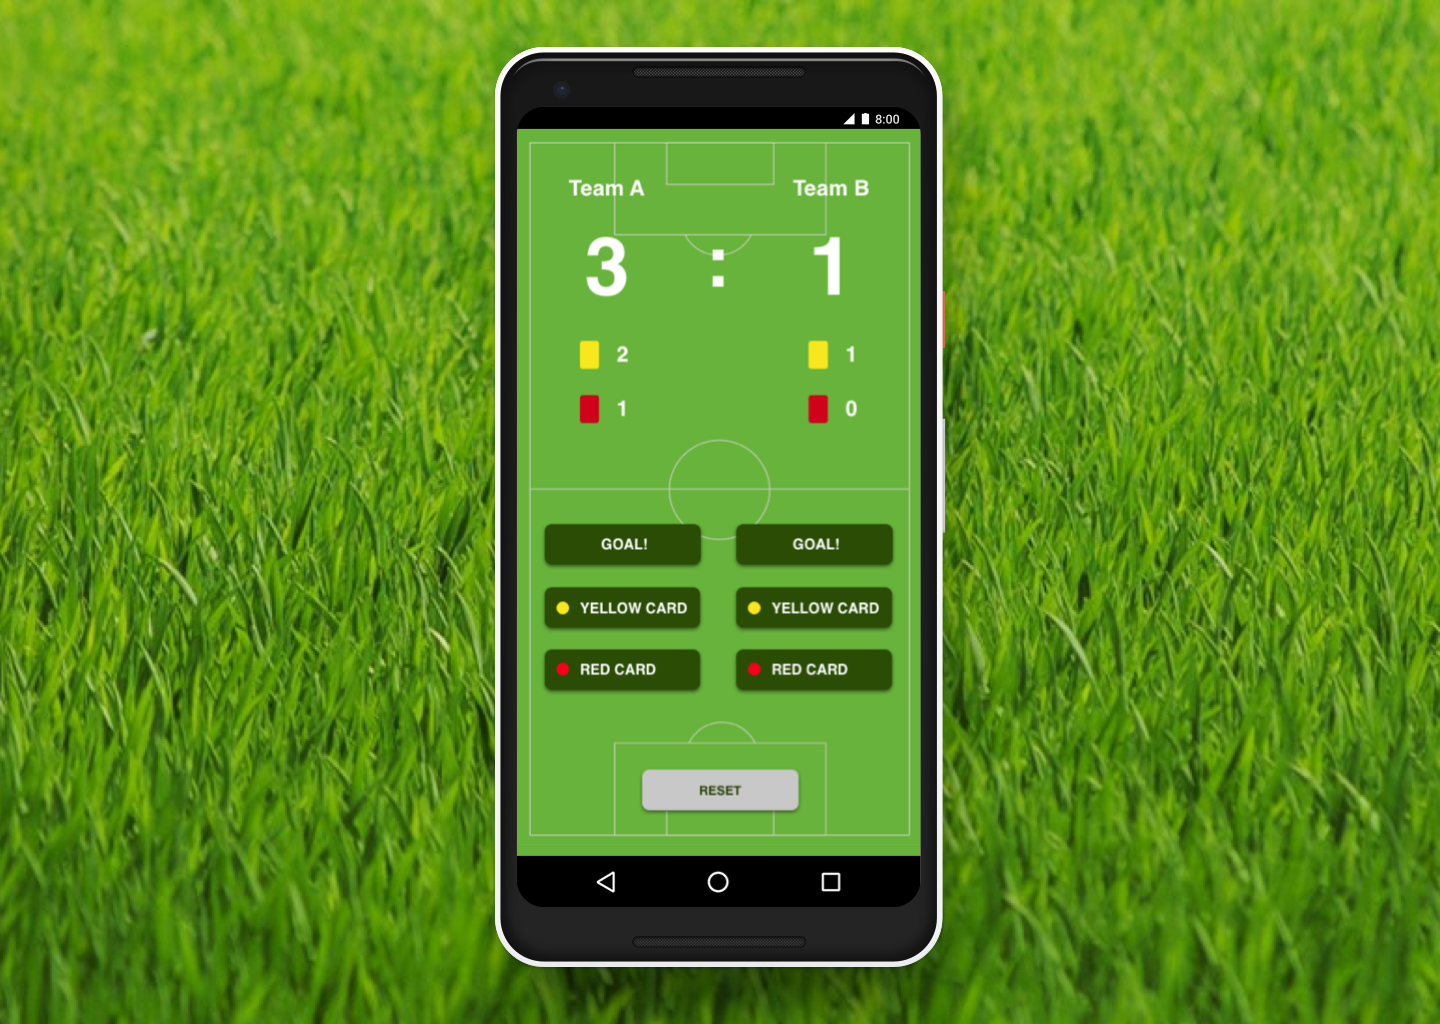 8:00
Team A Team B
3 : 1
2 1
1 0
GOAL! GOAL!
YELLOW CARD YELLOW CARD
RED CARD RED CARD
RESET